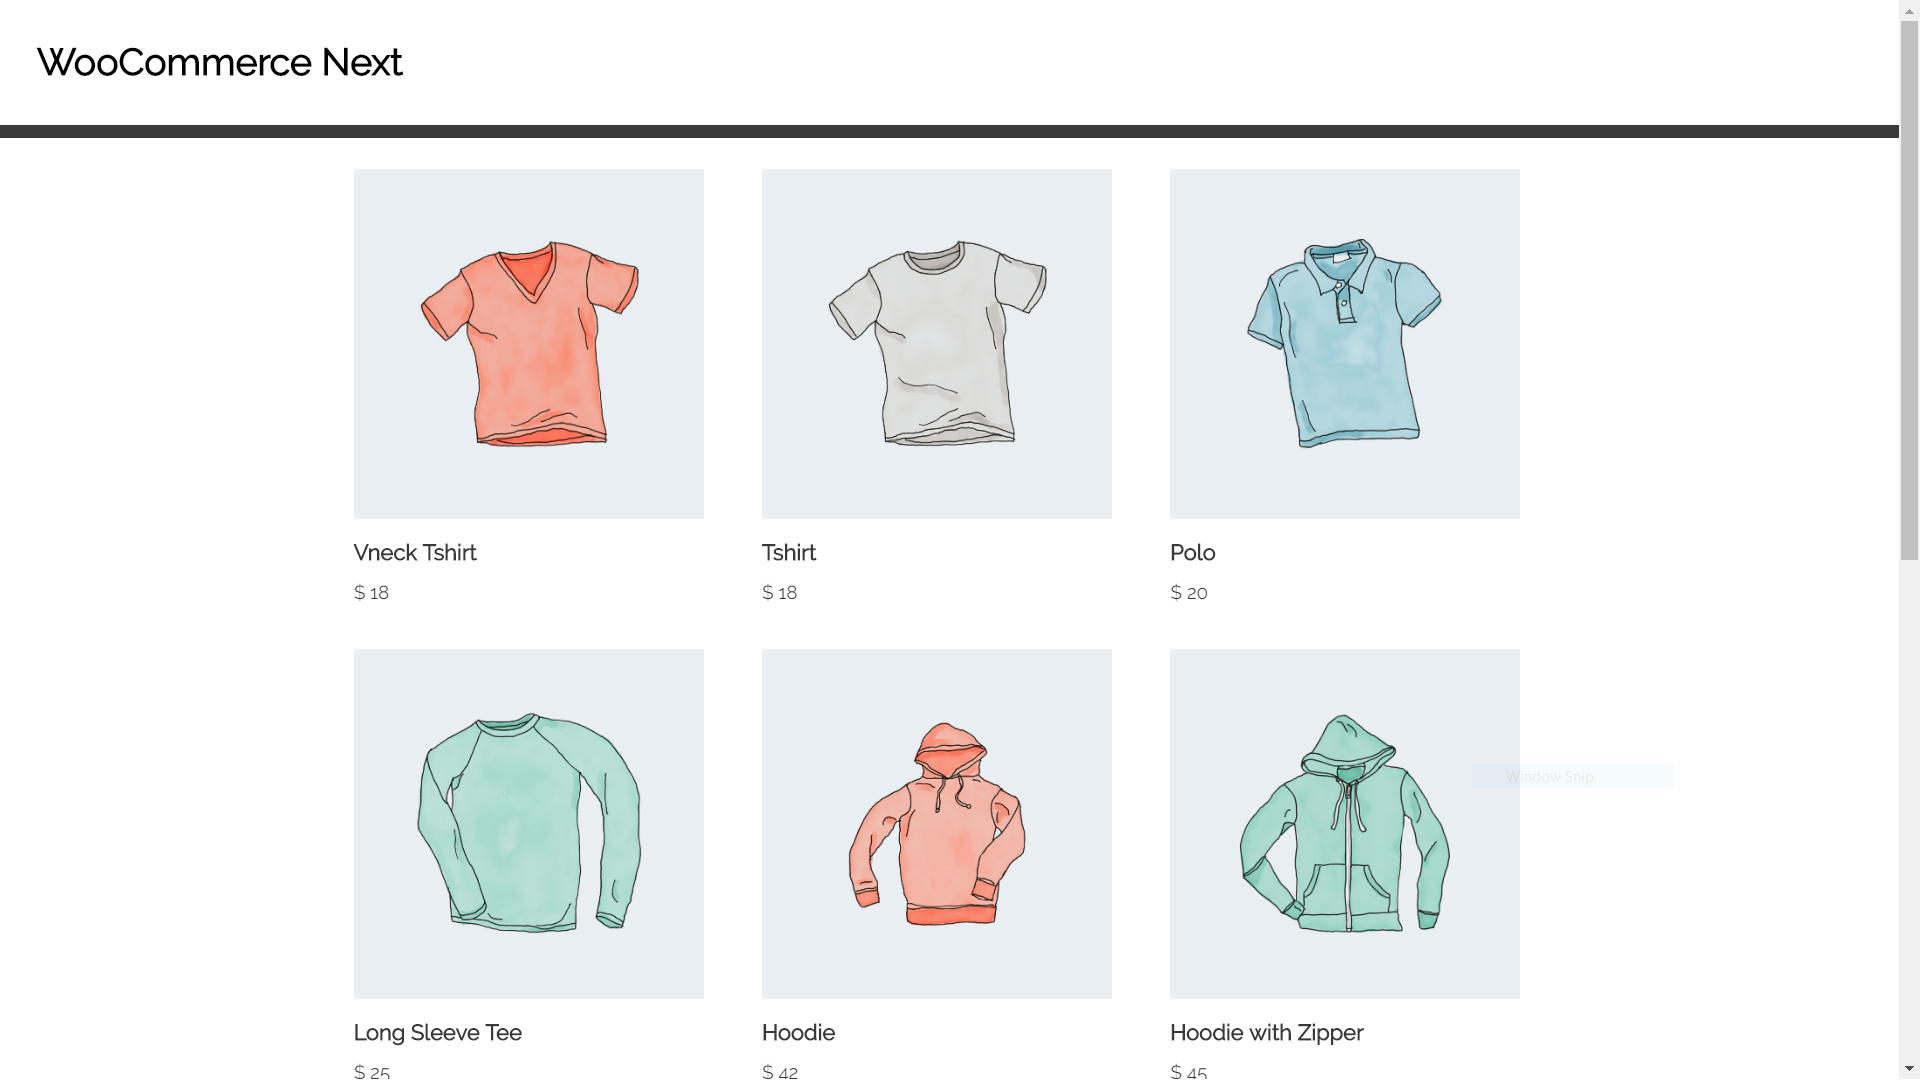 WooCommerce Next
Vneck Tshirt
$ 18
Tshirt
$ 18
Polo
$ 20
Long Sleeve Tee
$ 25
Hoodie
$ 42
Hoodie with Zipper
$ 45
Window Snip